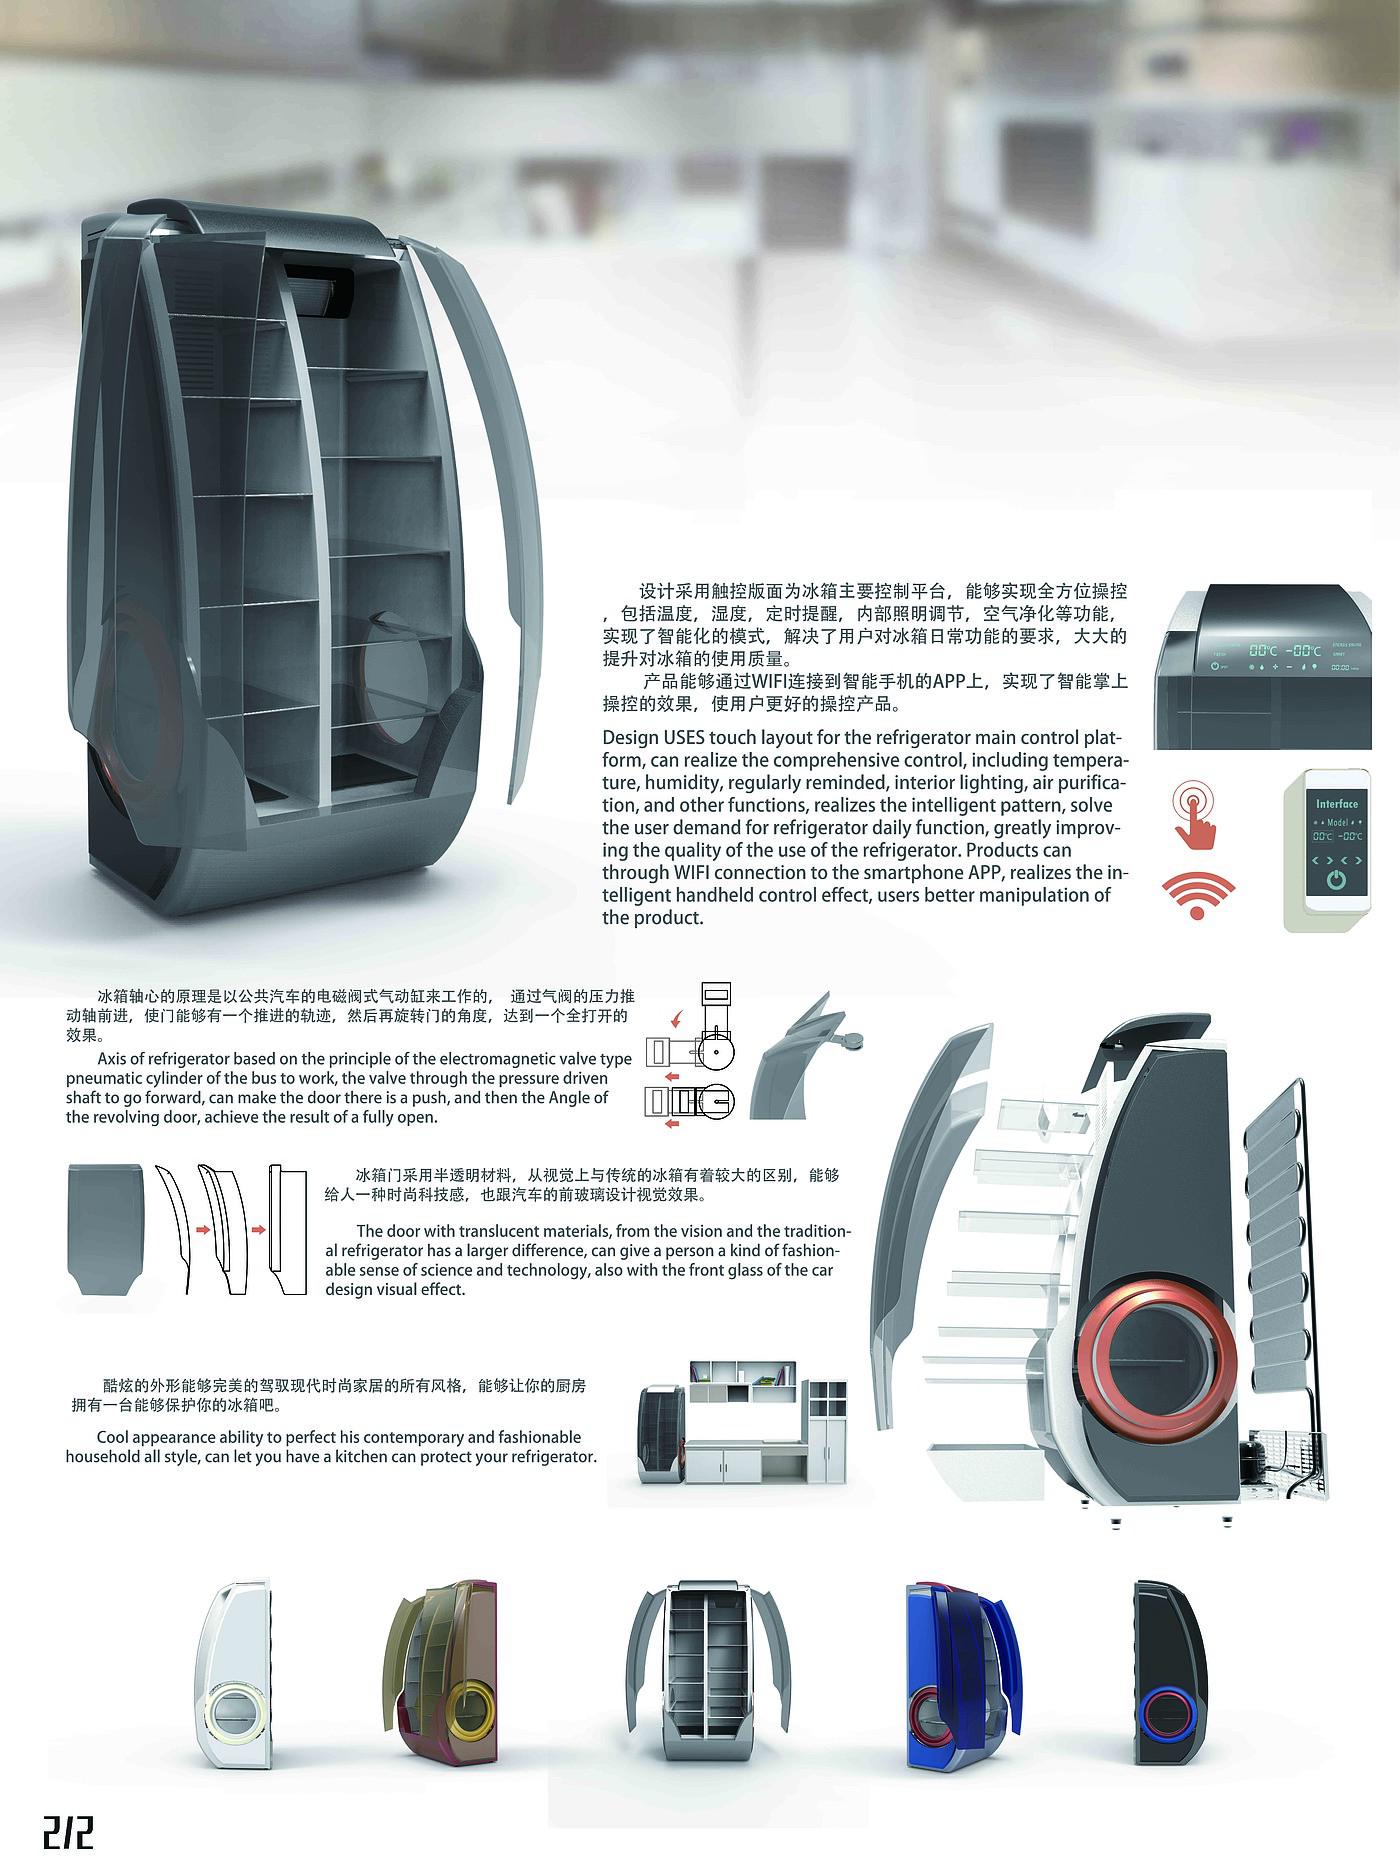 设计采用触控版面为冰箱主要控制平台，能够实现全方位操控
，包括温度，湿度，定时提醒，内部照明调节，空气净化等功能，
实现了智能化的模式，解决了用户对冰箱日常功能的要求，大大的
提升对冰箱的使用质量。
产品能够通过WIFI连接到智能手机的APP上，实现了智能掌上
操控的效果，使用户更好的操控产品。
Design USES touch layout for the refrigerator main control plat-
form, can realize the comprehensive control, including tempera-
ture, humidity, regularly reminded, interior lighting, air purifica-
tion, and other functions, realizes the intelligent pattern, solve
the user demand for refrigerator daily function, greatly improv-
ing the quality of the use of the refrigerator. Products can
through WIFI connection to the smartphone APP, realizes the in-
telligent handheld control effect, users better manipulation of
the product.
00°C -00°C
00:00
Interface
Model
00°C -00°C
冰箱轴心的原理是以公共汽车的电磁阀式气动缸来工作的， 通过气阀的压力推
动轴前进，使门能够有一个推进的轨迹，然后再旋转门的角度，达到一个全打开的
效果。
Axis of refrigerator based on the principle of the electromagnetic valve type
pneumatic cylinder of the bus to work, the valve through the pressure driven
shaft to go forward, can make the door there is a push, and then the Angle of
the revolving door, achieve the result of a fully open.
冰箱门采用半透明材料，从视觉上与传统的冰箱有着较大的区别，能够
给人一种时尚科技感，也跟汽车的前玻璃设计视觉效果。
The door with translucent materials, from the vision and the tradition-
al refrigerator has a larger difference, can give a person a kind of fashion-
able sense of science and technology, also with the front glass of the car
design visual effect.
酷炫的外形能够完美的驾驭现代时尚家居的所有风格，能够让你的厨房
拥有一台能够保护你的冰箱吧。
Cool appearance ability to perfect his contemporary and fashionable
household all style, can let you have a kitchen can protect your refrigerator.
2/2